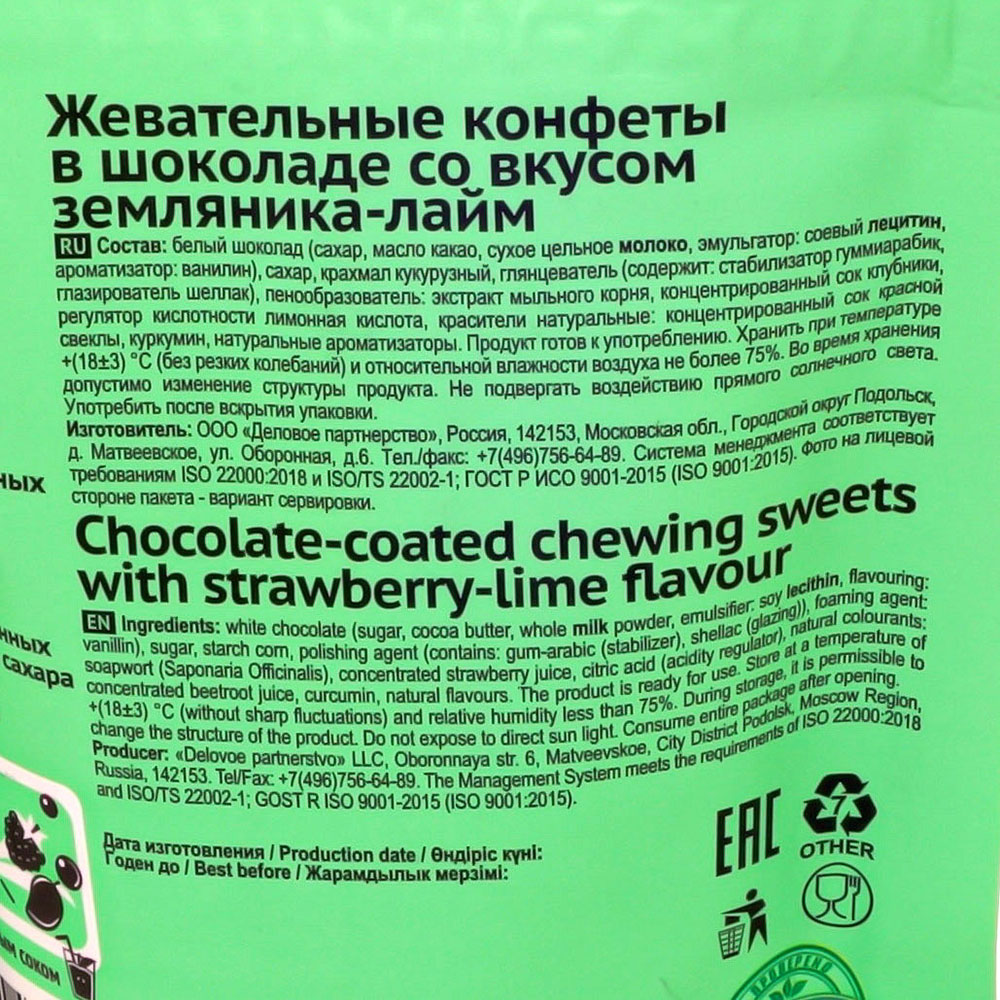 Жевательные конфеты
в шоколаде со вкусом
земляника-лайм
RU Состав: белый шоколад (сахар, масло какао, сухое цельное молоко, эмульгатор: соевый лецитин,
ароматизатор: ванилин), сахар, крахмал кукурузный, глянцеватель (содержит: стабилизатор гуммиарабик,
глазирователь шеллак), пенообразователь: экстракт мыльного корня, концентрированный сок клубники,
регулятор кислотности лимонная кислота, красители натуральные: концентрированный сок красной
свеклы, куркумин, натуральные ароматизаторы. Продукт готов к употреблению. Хранить при температуре
+(18±3) °С (без резких колебаний) и относительной влажности воздуха не более 75%. Во время хранения
допустимо изменение структуры продукта. Не подвергать воздействию прямого солнечного света.
Употребить после вскрытия упаковки.
Изготовитель: ООО «Деловое партнерство», Россия, 142153, Московская обл., Городской округ Подольск,
д. Матвеевское, ул. Оборонная, д.6. Тел./факс: +7(496)756-64-89. Система менеджмента соответствует
требованиям ISO 22000:2018 и ISO/TS 22002-1; ГОСТ Р ИСО 9001-2015 (ISO 9001:2015). Фото на лицевой
стороне пакета - вариант сервировки.
ных
Chocolate-coated chewing sweets
with strawberry-lime flavour
EN Ingredients: white chocolate (sugar, cocoa butter, whole milk powder, emulsifier: soy lecithin, flavouring:
vanillin), sugar, starch corn, polishing agent (contains: gum-arabic (stabilizer), shellac (glazing)), foaming agent:
soapwort (Saponaria Officinalis), concentrated strawberry juice, citric acid (acidity regulator), natural colourants:
concentrated beetroot juice, curcumin, natural flavours. The product is ready for use. Store at a temperature of
+(18±3) °C (without sharp fluctuations) and relative humidity less than 75%. During storage, it is permissible to
change the structure of the product. Do not expose to direct sun light. Consume entire package after opening.
Producer: «Delovoe partnerstvo» LLC, Oboronnaya str. 6, Matveevskoe, City District Podolsk, Moscow Region,
Russia, 142153. Tel/Fax: +7(496)756-64-89. The Management System meets the requirements of ISO 22000:2018
and ISO/TS 22002-1; GOST R ISO 9001-2015 (ISO 9001:2015).
нных
сахара
Дата изготовления / Production date / Өндіріс күні:
Годен до / Best before / Жарамдылық мерзімі:
EAC
7
OTHER
ым соком
ПРОВЕРЕНО